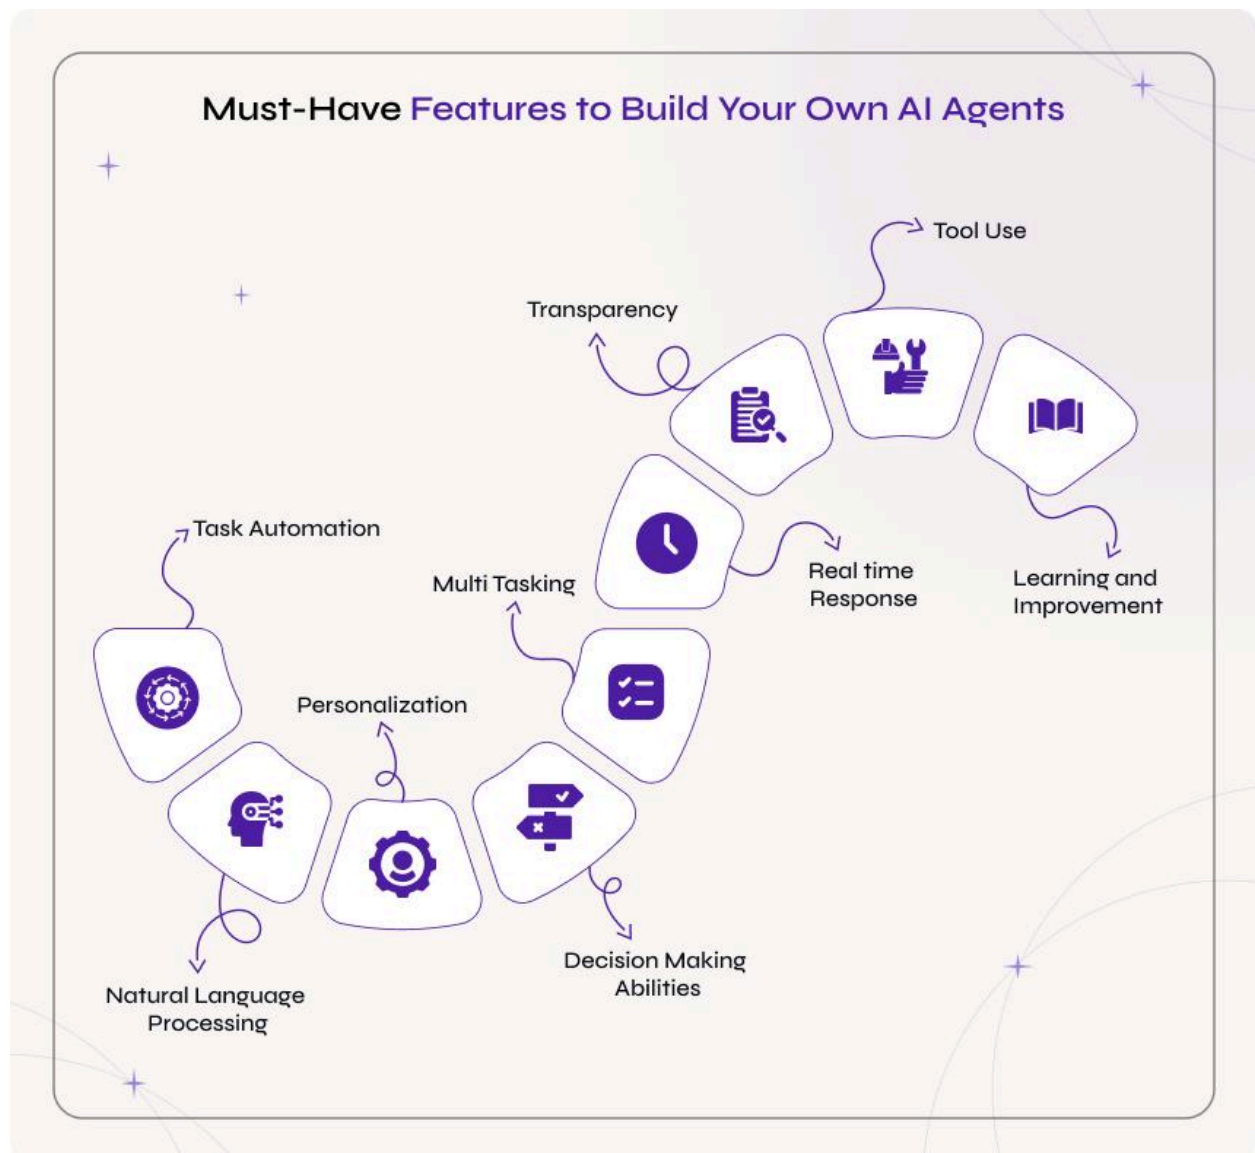 Must-Have Features to Build Your Own AI Agents
Tool Use
Transparency
Task Automation
Multi Tasking
Real time
Response
Learning and
Improvement
Personalization
Decision Making
Abilities
Natural Language
Processing